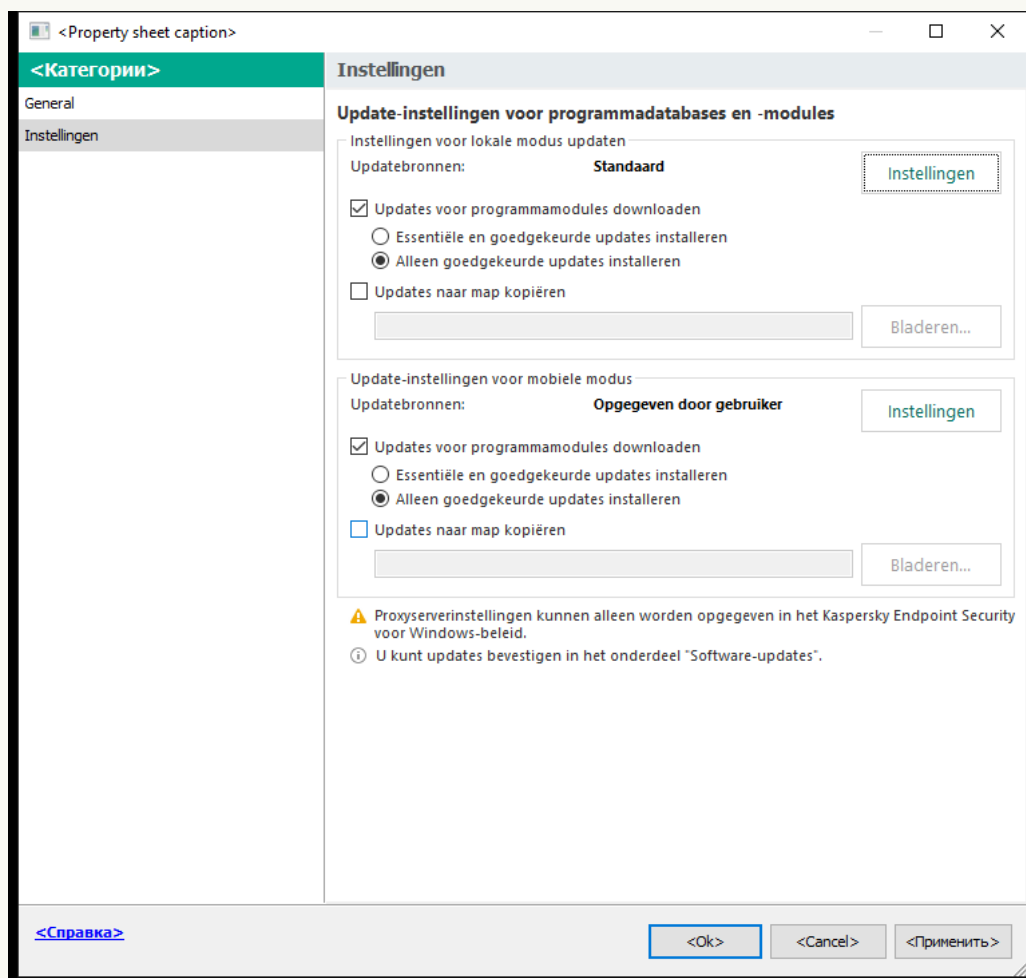 <Property sheet caption>
<Категории>
General
Instellingen
Instellingen
Update-instellingen voor programmadatabases en -modules
Instellingen voor lokale modus updaten
Updatebronnen: Standaard Instellingen
Updates voor programmamodules downloaden
Essentiële en goedgekeurde updates installeren
Alleen goedgekeurde updates installeren
Updates naar map kopiëren
Bladeren...
Update-instellingen voor mobiele modus
Updatebronnen: Opgegeven door gebruiker Instellingen
Updates voor programmamodules downloaden
Essentiële en goedgekeurde updates installeren
Alleen goedgekeurde updates installeren
Updates naar map kopiëren
Bladeren...
Proxyserverinstellingen kunnen alleen worden opgegeven in het Kaspersky Endpoint Security
voor Windows-beleid.
U kunt updates bevestigen in het onderdeel "Software-updates".
<Справка>
<Ok> <Cancel> <Применить>